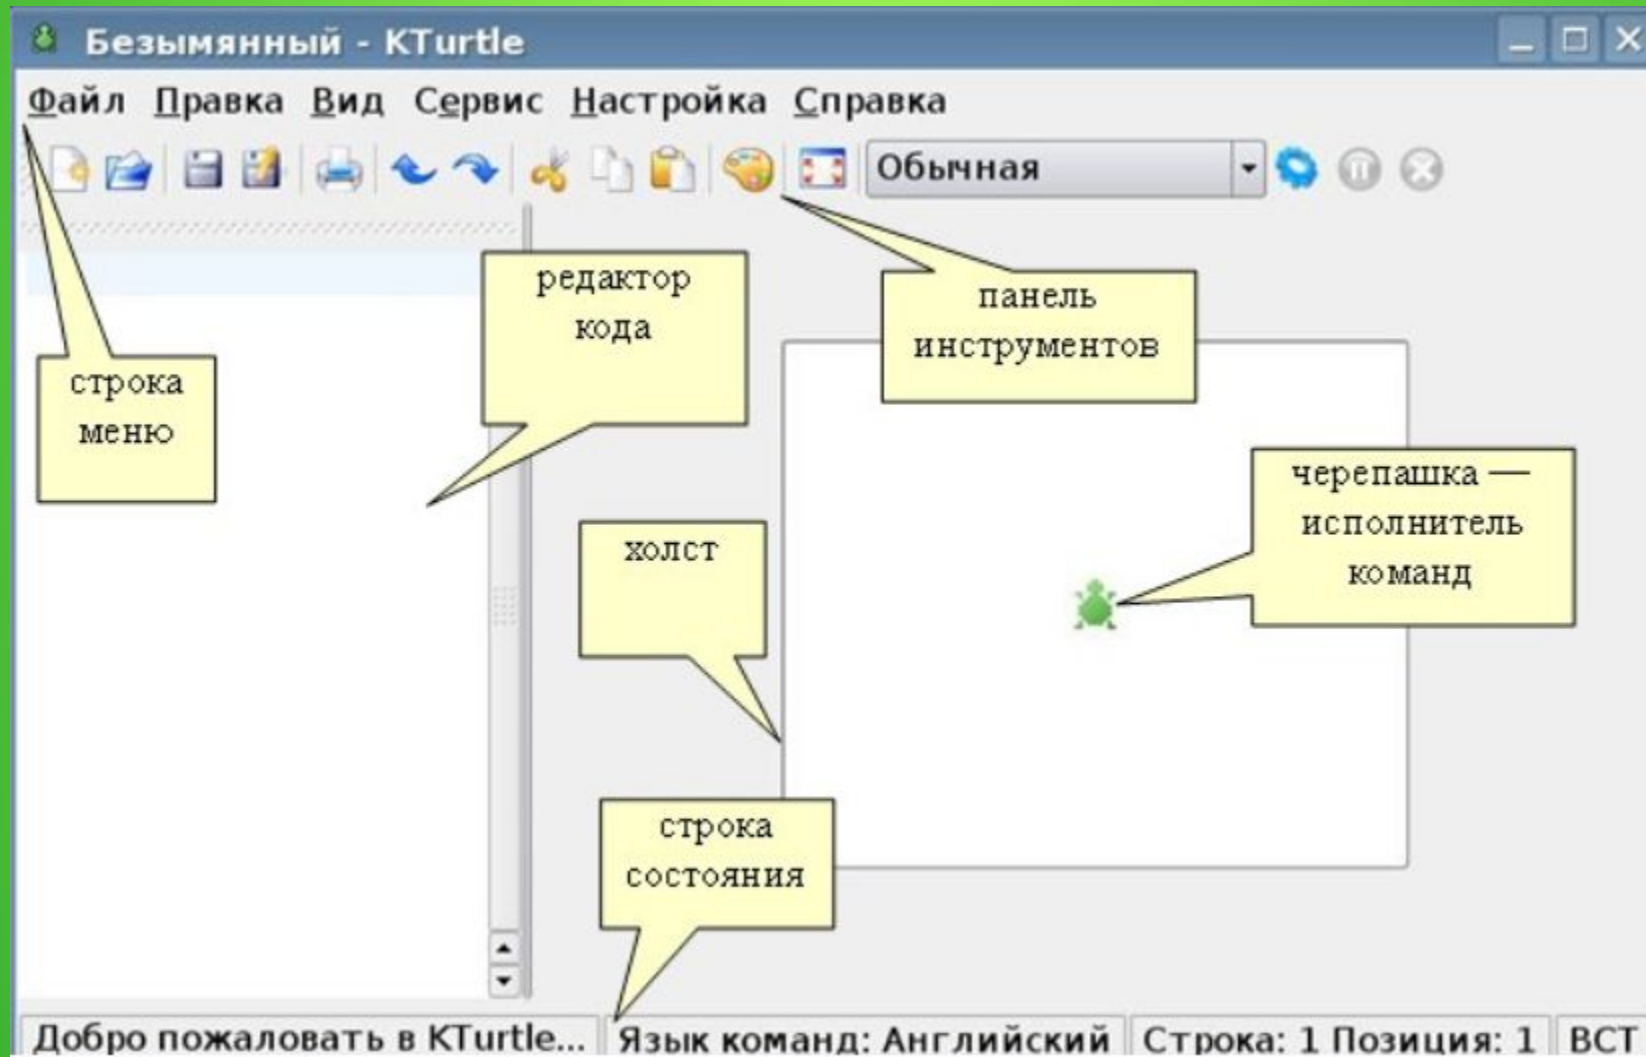 Безымянный - KTurtle
Файл Правка Вид Сервис Настройка Справка
Обычная
редактор
кода
панель
инструментов
строка
меню
черепашка —
исполнитель
команд
холст
строка
состояния
Добро пожаловать в KTurtle... Язык команд: Английский Строка: 1 Позиция: 1 ВСТ